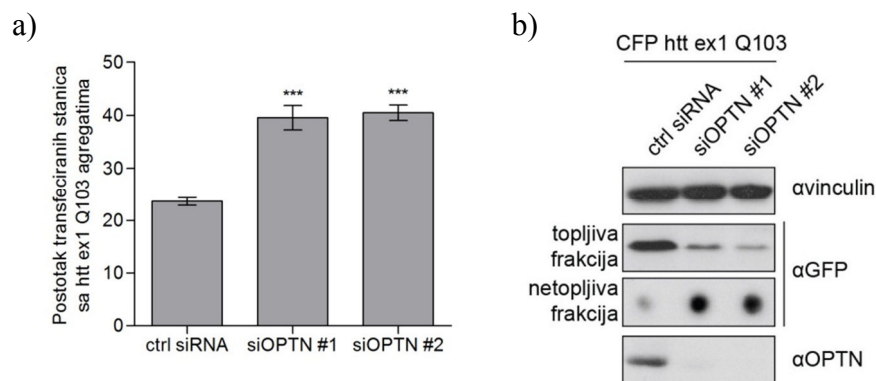 a)
Postotak transfeciranih stanica
sa htt ex1 Q103 agregatima
50
40
30
20
10
0
***
***
ctrl siRNA
siOPTN #1
siOPTN #2
b)
CFP htt ex1 Q103
ctrl siRNA
siOPTN #1
siOPTN #2
αvinculin
topljiva
frakcija
netopljiva
frakcija
αGFP
αOPTN